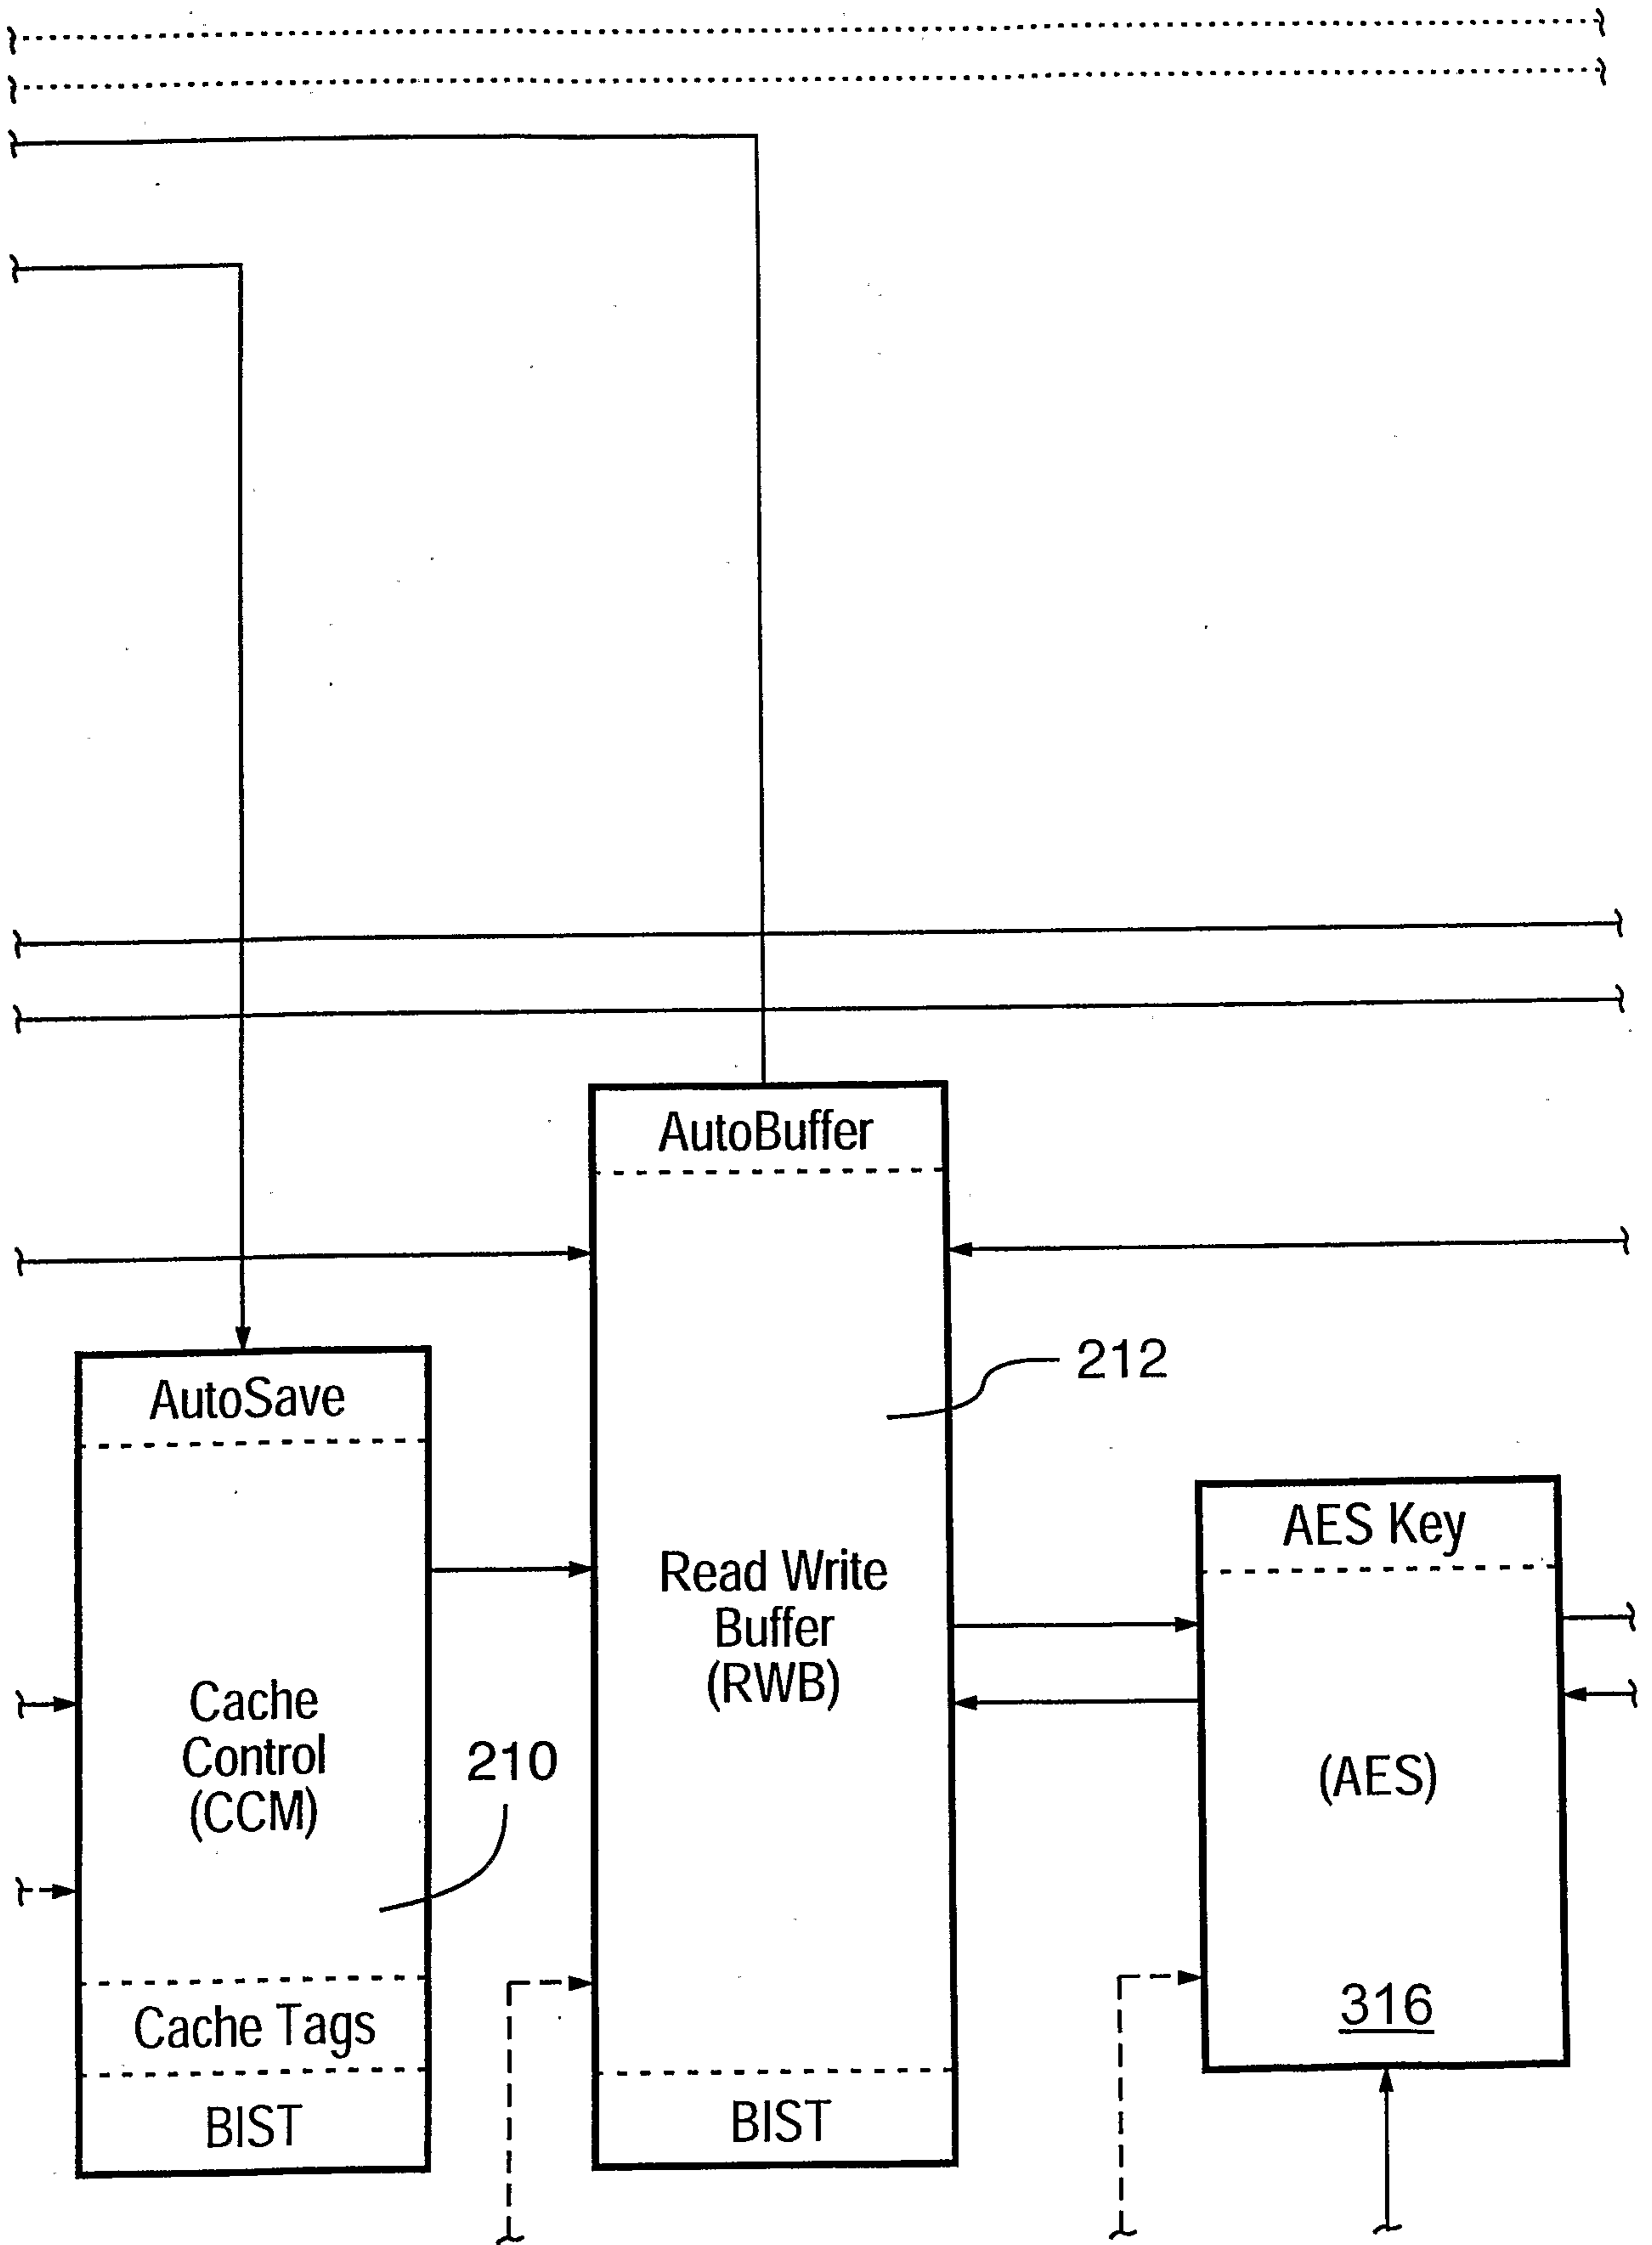 AutoBuffer
212
AutoSave
AES Key
Read Write
Buffer
(RWB)
Cache
Control
(CCM)
210
(AES)
316
Cache Tags
BIST
BIST